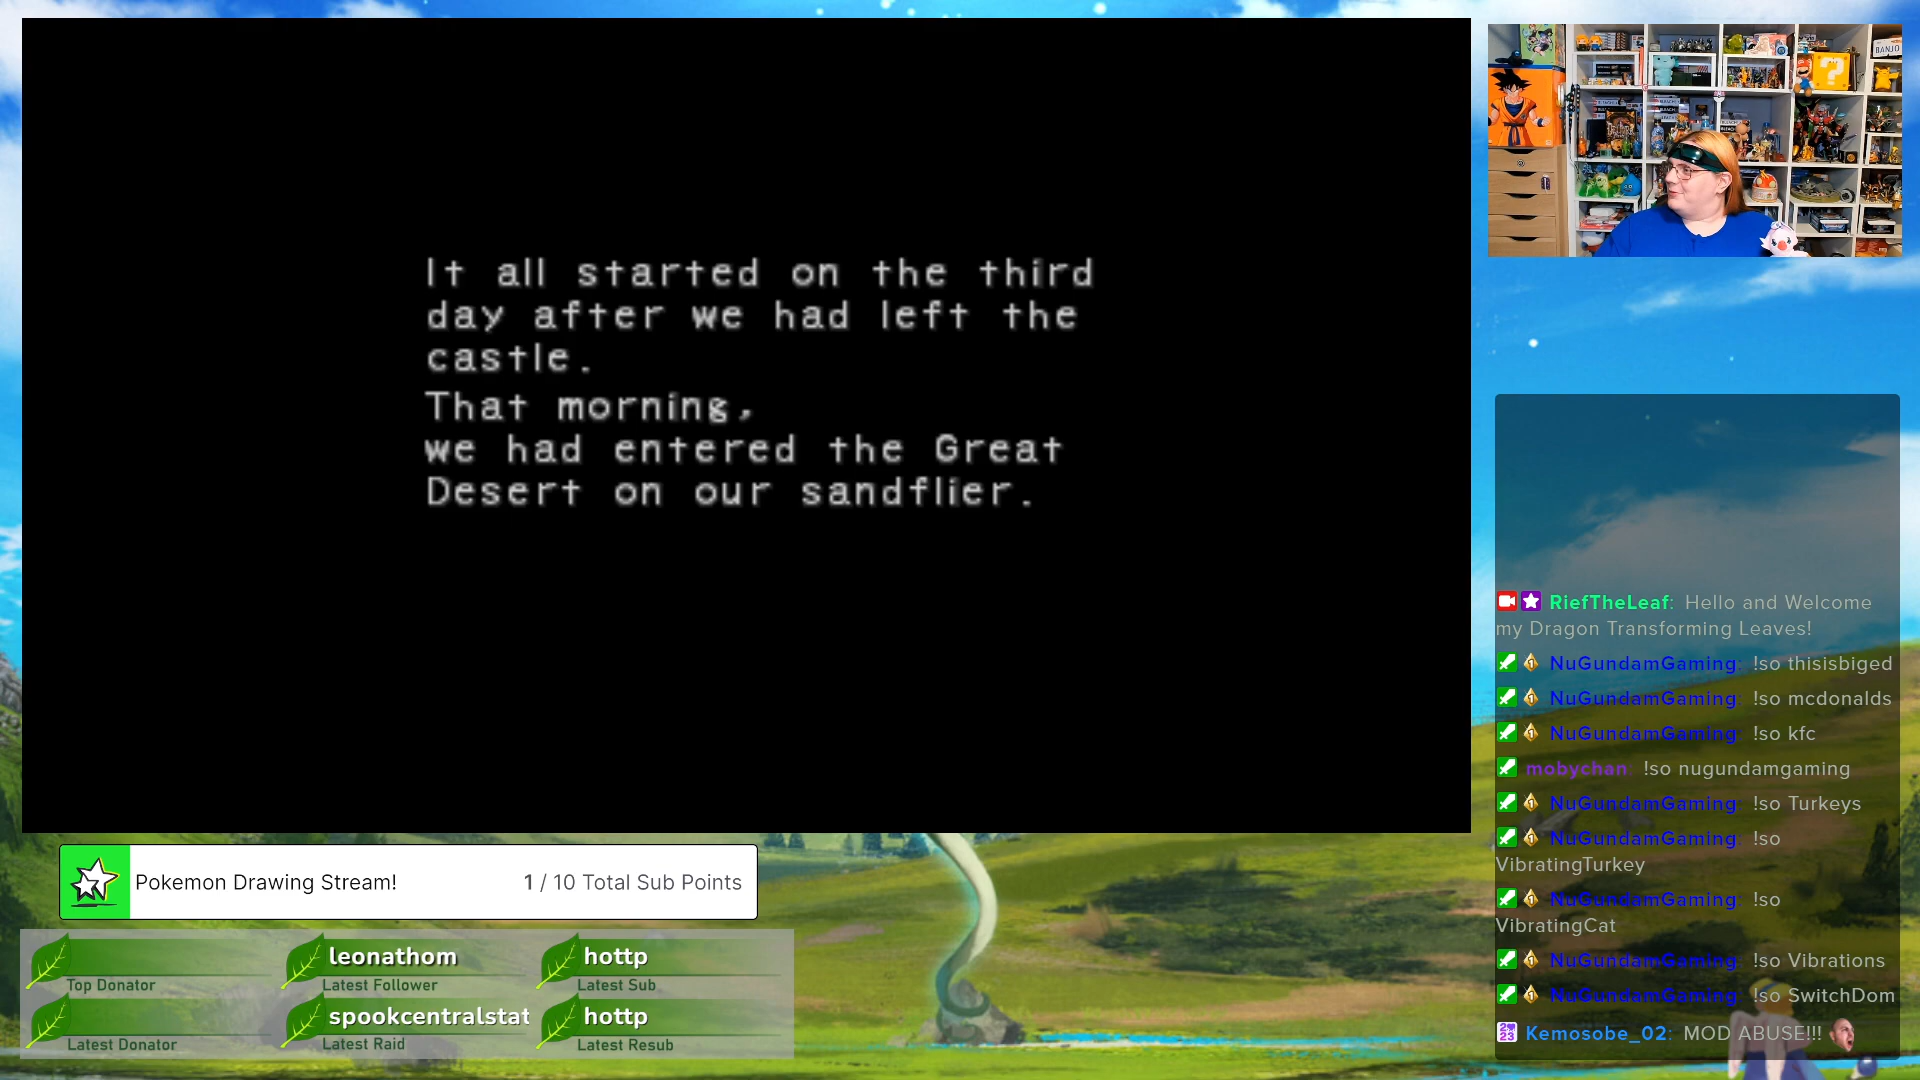 It all started on the third
day after we had left the
castle.
That morning,
we had entered the Great
Desert on our sandflier.
BANJO
RiefTheLeaf: Hello and Welcome
my Dragon Transforming Leaves!
NuGundamGaming: !so thisisbiged
NuGundamGaming: !so mcdonalds
NuGundamGaming: !so kfc
mobychan: !so nugundamgaming
NuGundamGaming: !so Turkeys
NuGundamGaming: !so
VibratingTurkey
NuGundamGaming: !so
VibratingCat
NuGundamGaming: !so Vibrations
NuGundamGaming: !so SwitchDom
Kemosobe_02: MOD ABUSE!!!
Pokemon Drawing Stream! 1 / 10 Total Sub Points
leonathom hottp
Top Donator Latest Follower Latest Sub
spookcentralstat hottp
Latest Donator Latest Raid Latest Resub